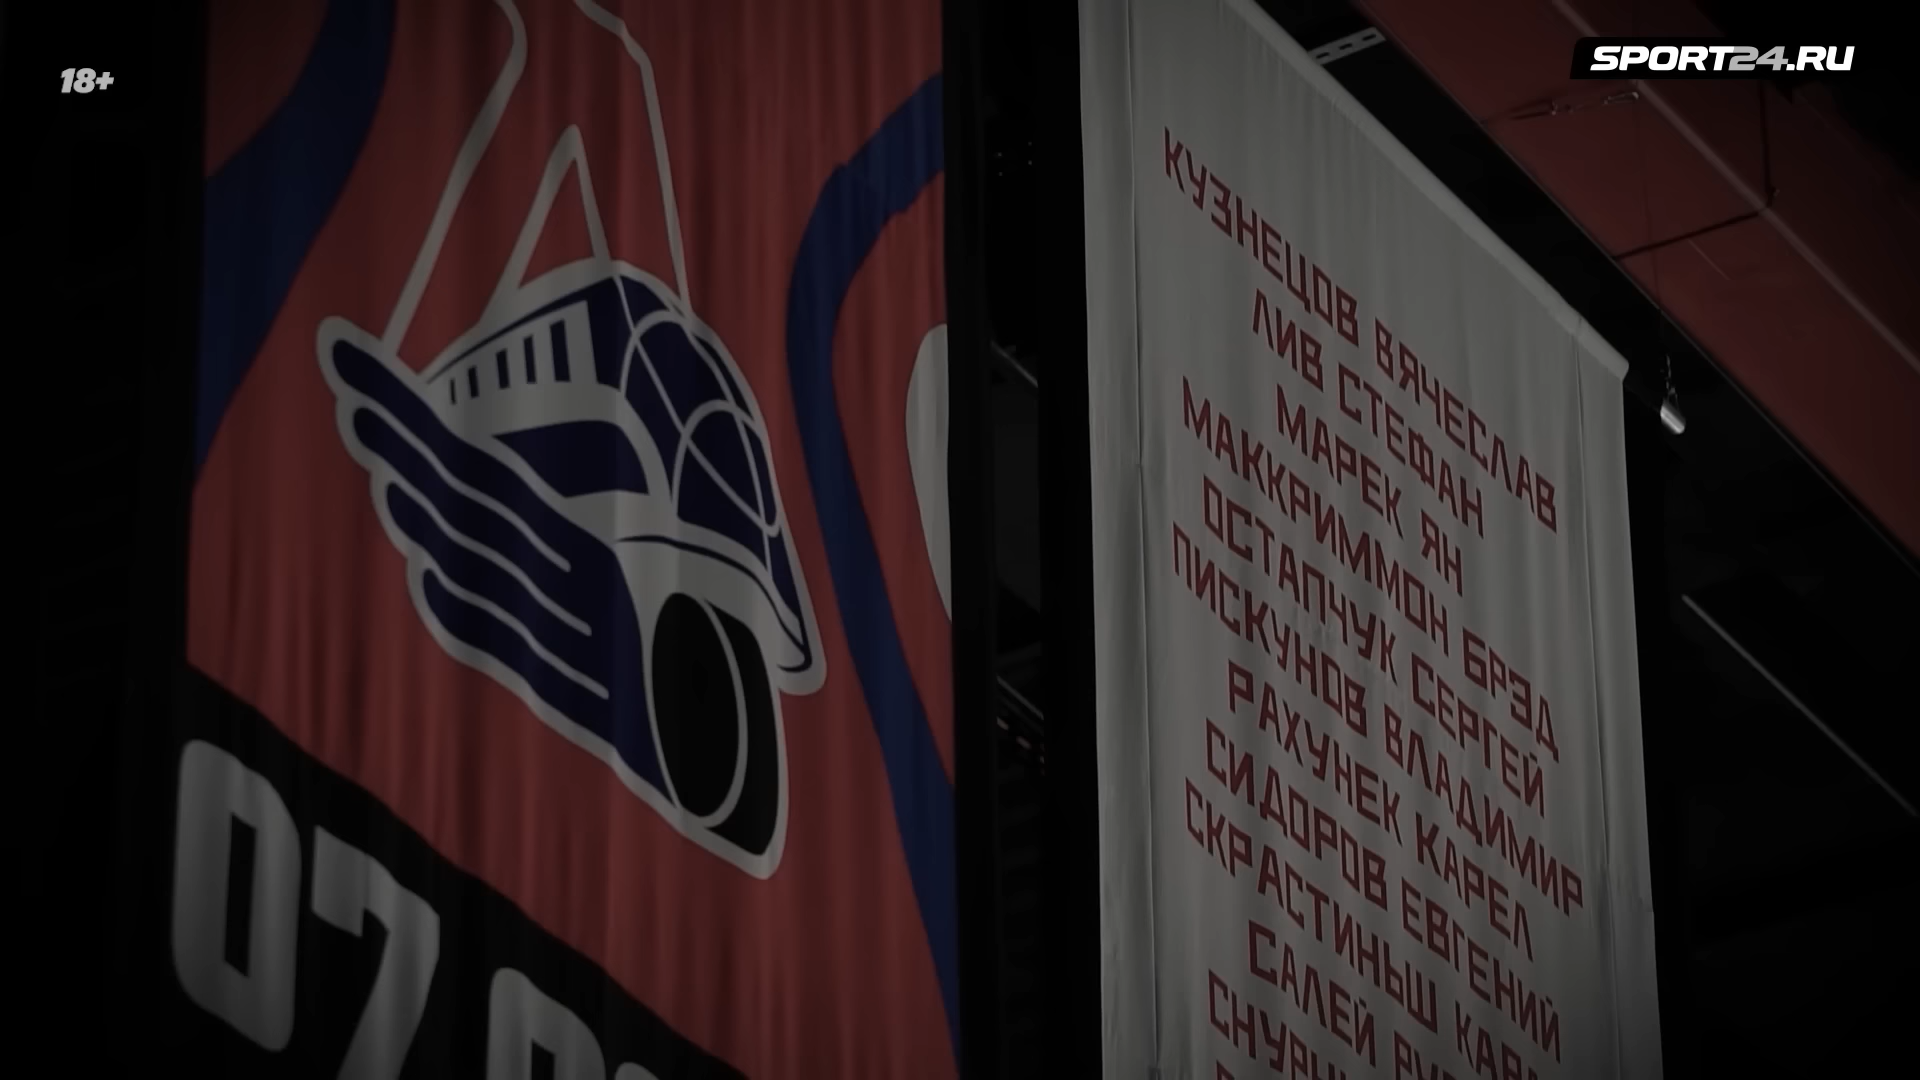 18+
SPORT24.RU
07
КУЗНЕЦОВ ВЯЧЕСЛАВ
ЛИВ СТЕФАН
МАРЕК ЯН
МАККРИММОН БРЭД
ОСТАПЧУК СЕРГЕЙ
ПИСКУНОВ ВЛАДИМИР
РАХУНЕК КАРЕЛ
СИДОРОВ ЕВГЕНИЙ
СКРАСТИНЬШ
САЛЕЙ